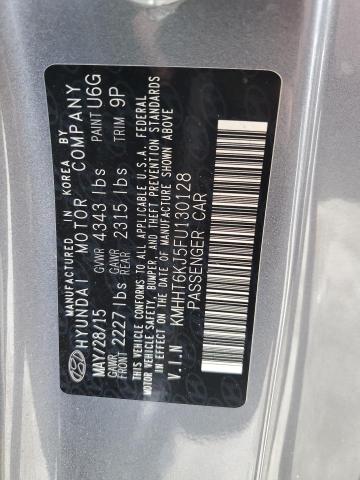 MANUFACTURED IN KOREA BY
HYUNDAI MOTOR COMPANY
MAY/28/15 GVWR 4343 lbs PAINT U6G
GAWR FRONT 2227 lbs GAWR REAR 2315 lbs TRIM 9P
THIS VEHICLE CONFORMS TO ALL APPLICABLE U.S.A. FEDERAL
MOTOR VEHICLE SAFETY, BUMPER, AND THEFT PREVENTION STANDARDS
IN EFFECT ON THE DATE OF MANUFACTURE SHOWN ABOVE
V.I.N KMHHT6KJ5FU130128
PASSENGER CAR